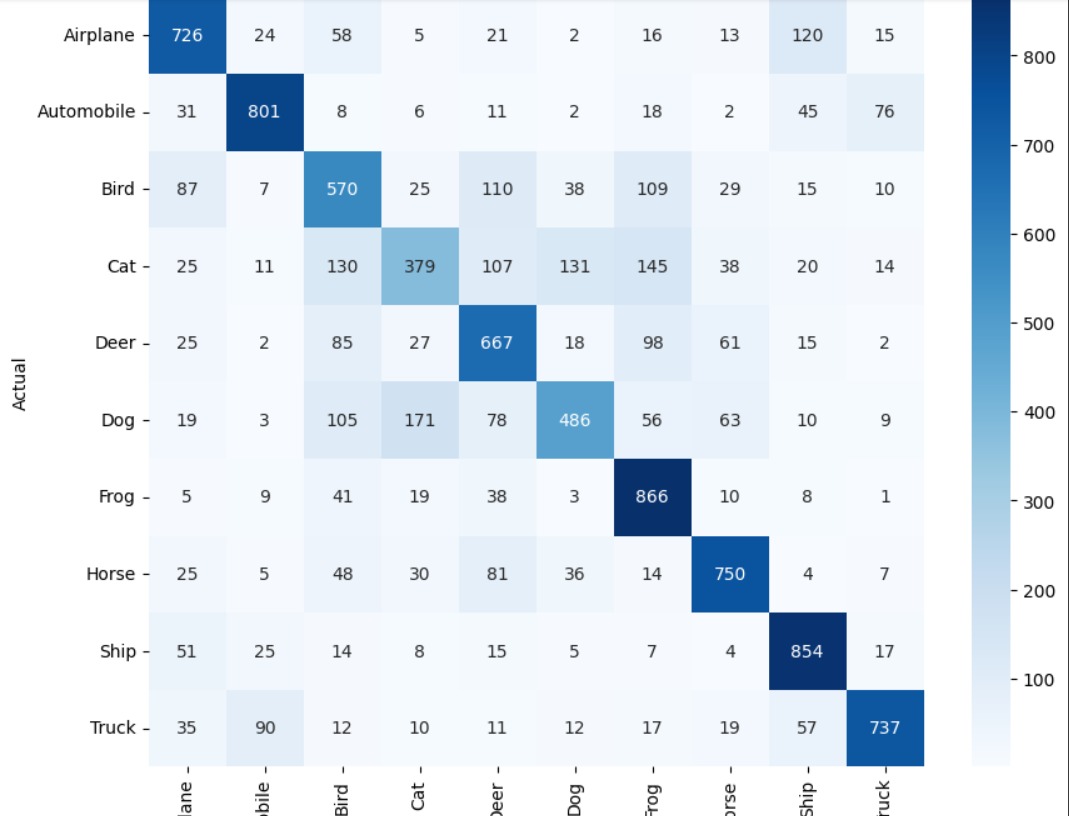 Airplane 726 24 58 5 21 2 16 13 120 15
Automobile 31 801 8 6 11 2 18 2 45 76
Bird 87 7 570 25 110 38 109 29 15 10
Cat 25 11 130 379 107 131 145 38 20 14
Deer 25 2 85 27 667 18 98 61 15 2
Dog 19 3 105 171 78 486 56 63 10 9
Frog 5 9 41 19 38 3 866 10 8 1
Horse 25 5 48 30 81 36 14 750 4 7
Ship 51 25 14 8 15 5 7 4 854 17
Truck 35 90 12 10 11 12 17 19 57 737
Actual
lane
obile
Bird
Cat
Deer
Dog
Frog
orse
Ship
ruck
800
700
600
500
400
300
200
100